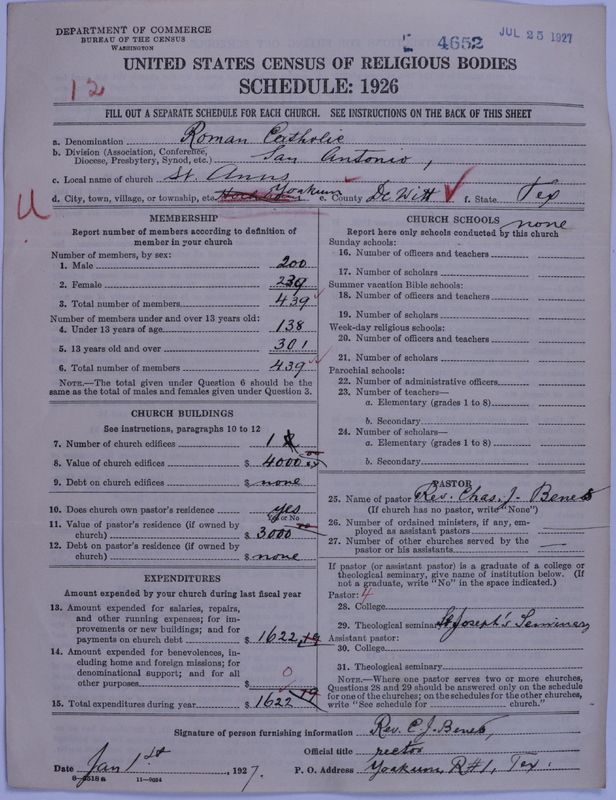 DEPARTMENT OF COMMERCE
BUREAU OF THE CENSUS
WASHINGTON
4652
JUL 25 1927
UNITED STATES CENSUS OF RELIGIOUS BODIES
SCHEDULE: 1926
12
FILL OUT A SEPARATE SCHEDULE FOR EACH CHURCH. SEE INSTRUCTIONS ON THE BACK OF THIS SHEET
a. Denomination Roman Catholic
b. Division (Association, Conference, Diocese, Presbytery, Synod, etc.) San Antonio,
c. Local name of church St. Anns
d. City, town, village, or township, etc. Yoakum e. County De Witt f. State Tex
U
MEMBERSHIP
Report number of members according to definition of member in your church
Number of members, by sex:
1. Male 200
2. Female 239
3. Total number of members 439
Number of members under and over 13 years old:
4. Under 13 years of age 138
5. 13 years old and over 301
6. Total number of members 439
NOTE.—The total given under Question 6 should be the same as the total of males and females given under Question 3.
CHURCH BUILDINGS
See instructions, paragraphs 10 to 12
7. Number of church edifices 1
8. Value of church edifices $ 4000
9. Debt on church edifices $ none
10. Does church own pastor's residence yes
Yes or No
11. Value of pastor's residence (if owned by church) $ 3000
12. Debt on pastor's residence (if owned by church) $ none
EXPENDITURES
Amount expended by your church during last fiscal year
13. Amount expended for salaries, repairs, and other running expenses; for improvements or new buildings; and for payments on church debt $ 1622.19
14. Amount expended for benevolences, including home and foreign missions; for denominational support; and for all other purposes $ 0
15. Total expenditures during year $ 1622 19
CHURCH SCHOOLS none
Report here only schools conducted by this church
Sunday schools:
16. Number of officers and teachers
17. Number of scholars
Summer vacation Bible schools:
18. Number of officers and teachers
19. Number of scholars
Week-day religious schools:
20. Number of officers and teachers
21. Number of scholars
Parochial schools:
22. Number of administrative officers
23. Number of teachers—
a. Elementary (grades 1 to 8)
b. Secondary
24. Number of scholars—
a. Elementary (grades 1 to 8)
b. Secondary
PASTOR
25. Name of pastor Rev. Chas. J. Benes
(If church has no pastor, write "None")
26. Number of ordained ministers, if any, employed as assistant pastors
27. Number of other churches served by the pastor or his assistants
If pastor (or assistant pastor) is a graduate of a college or theological seminary, give name of institution below. (If not a graduate, write "No" in the space indicated.)
Pastor: 4
28. College
29. Theological seminary St Joseph's Seminary
Assistant pastor:
30. College
31. Theological seminary
NOTE.—Where one pastor serves two or more churches, Questions 28 and 29 should be answered only on the schedule for one of the churches; on the schedules for the other churches, write "See schedule for church."
Signature of person furnishing information Rev. C. J. Benes,
Official title rector
Date Jan 1st, 1927. P. O. Address Yoakum, R#1, Tex.
8—5518a 11—9034